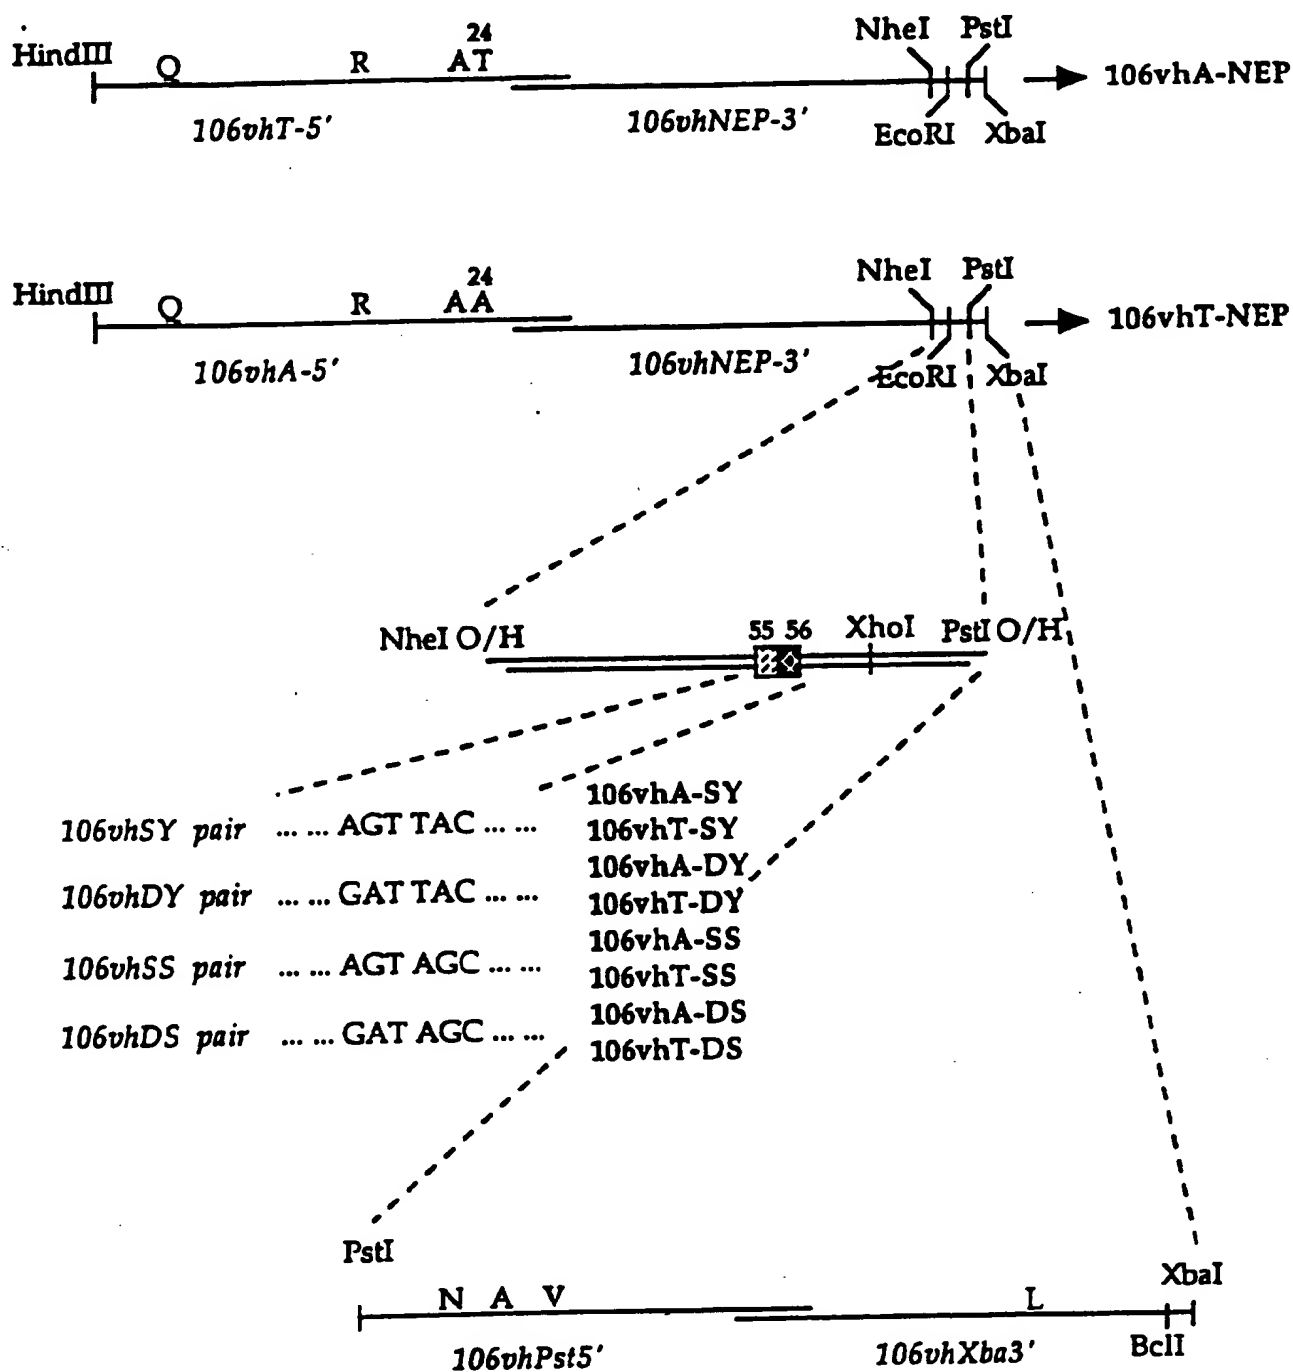 24
NheI PstI
HindIII Q R AT 106vhA-NEP
106vhT-5' 106vhNEP-3' EcoRI XbaI
24
NheI PstI
HindIII Q R AA 106vhT-NEP
106vhA-5' 106vhNEP-3' EcoRI XbaI
NheI O/H 55 56 XhoI PstI O/H
106vhA-SY
106vhSY pair ... ... AGT TAC ... ... 106vhT-SY
106vhA-DY
106vhDY pair ... ... GAT TAC ... ... 106vhT-DY
106vhA-SS
106vhSS pair ... ... AGT AGC ... ... 106vhT-SS
106vhA-DS
106vhDS pair ... ... GAT AGC ... ... 106vhT-DS
PstI XbaI
N A V L
106vhPst5' 106vhXba3' BclI